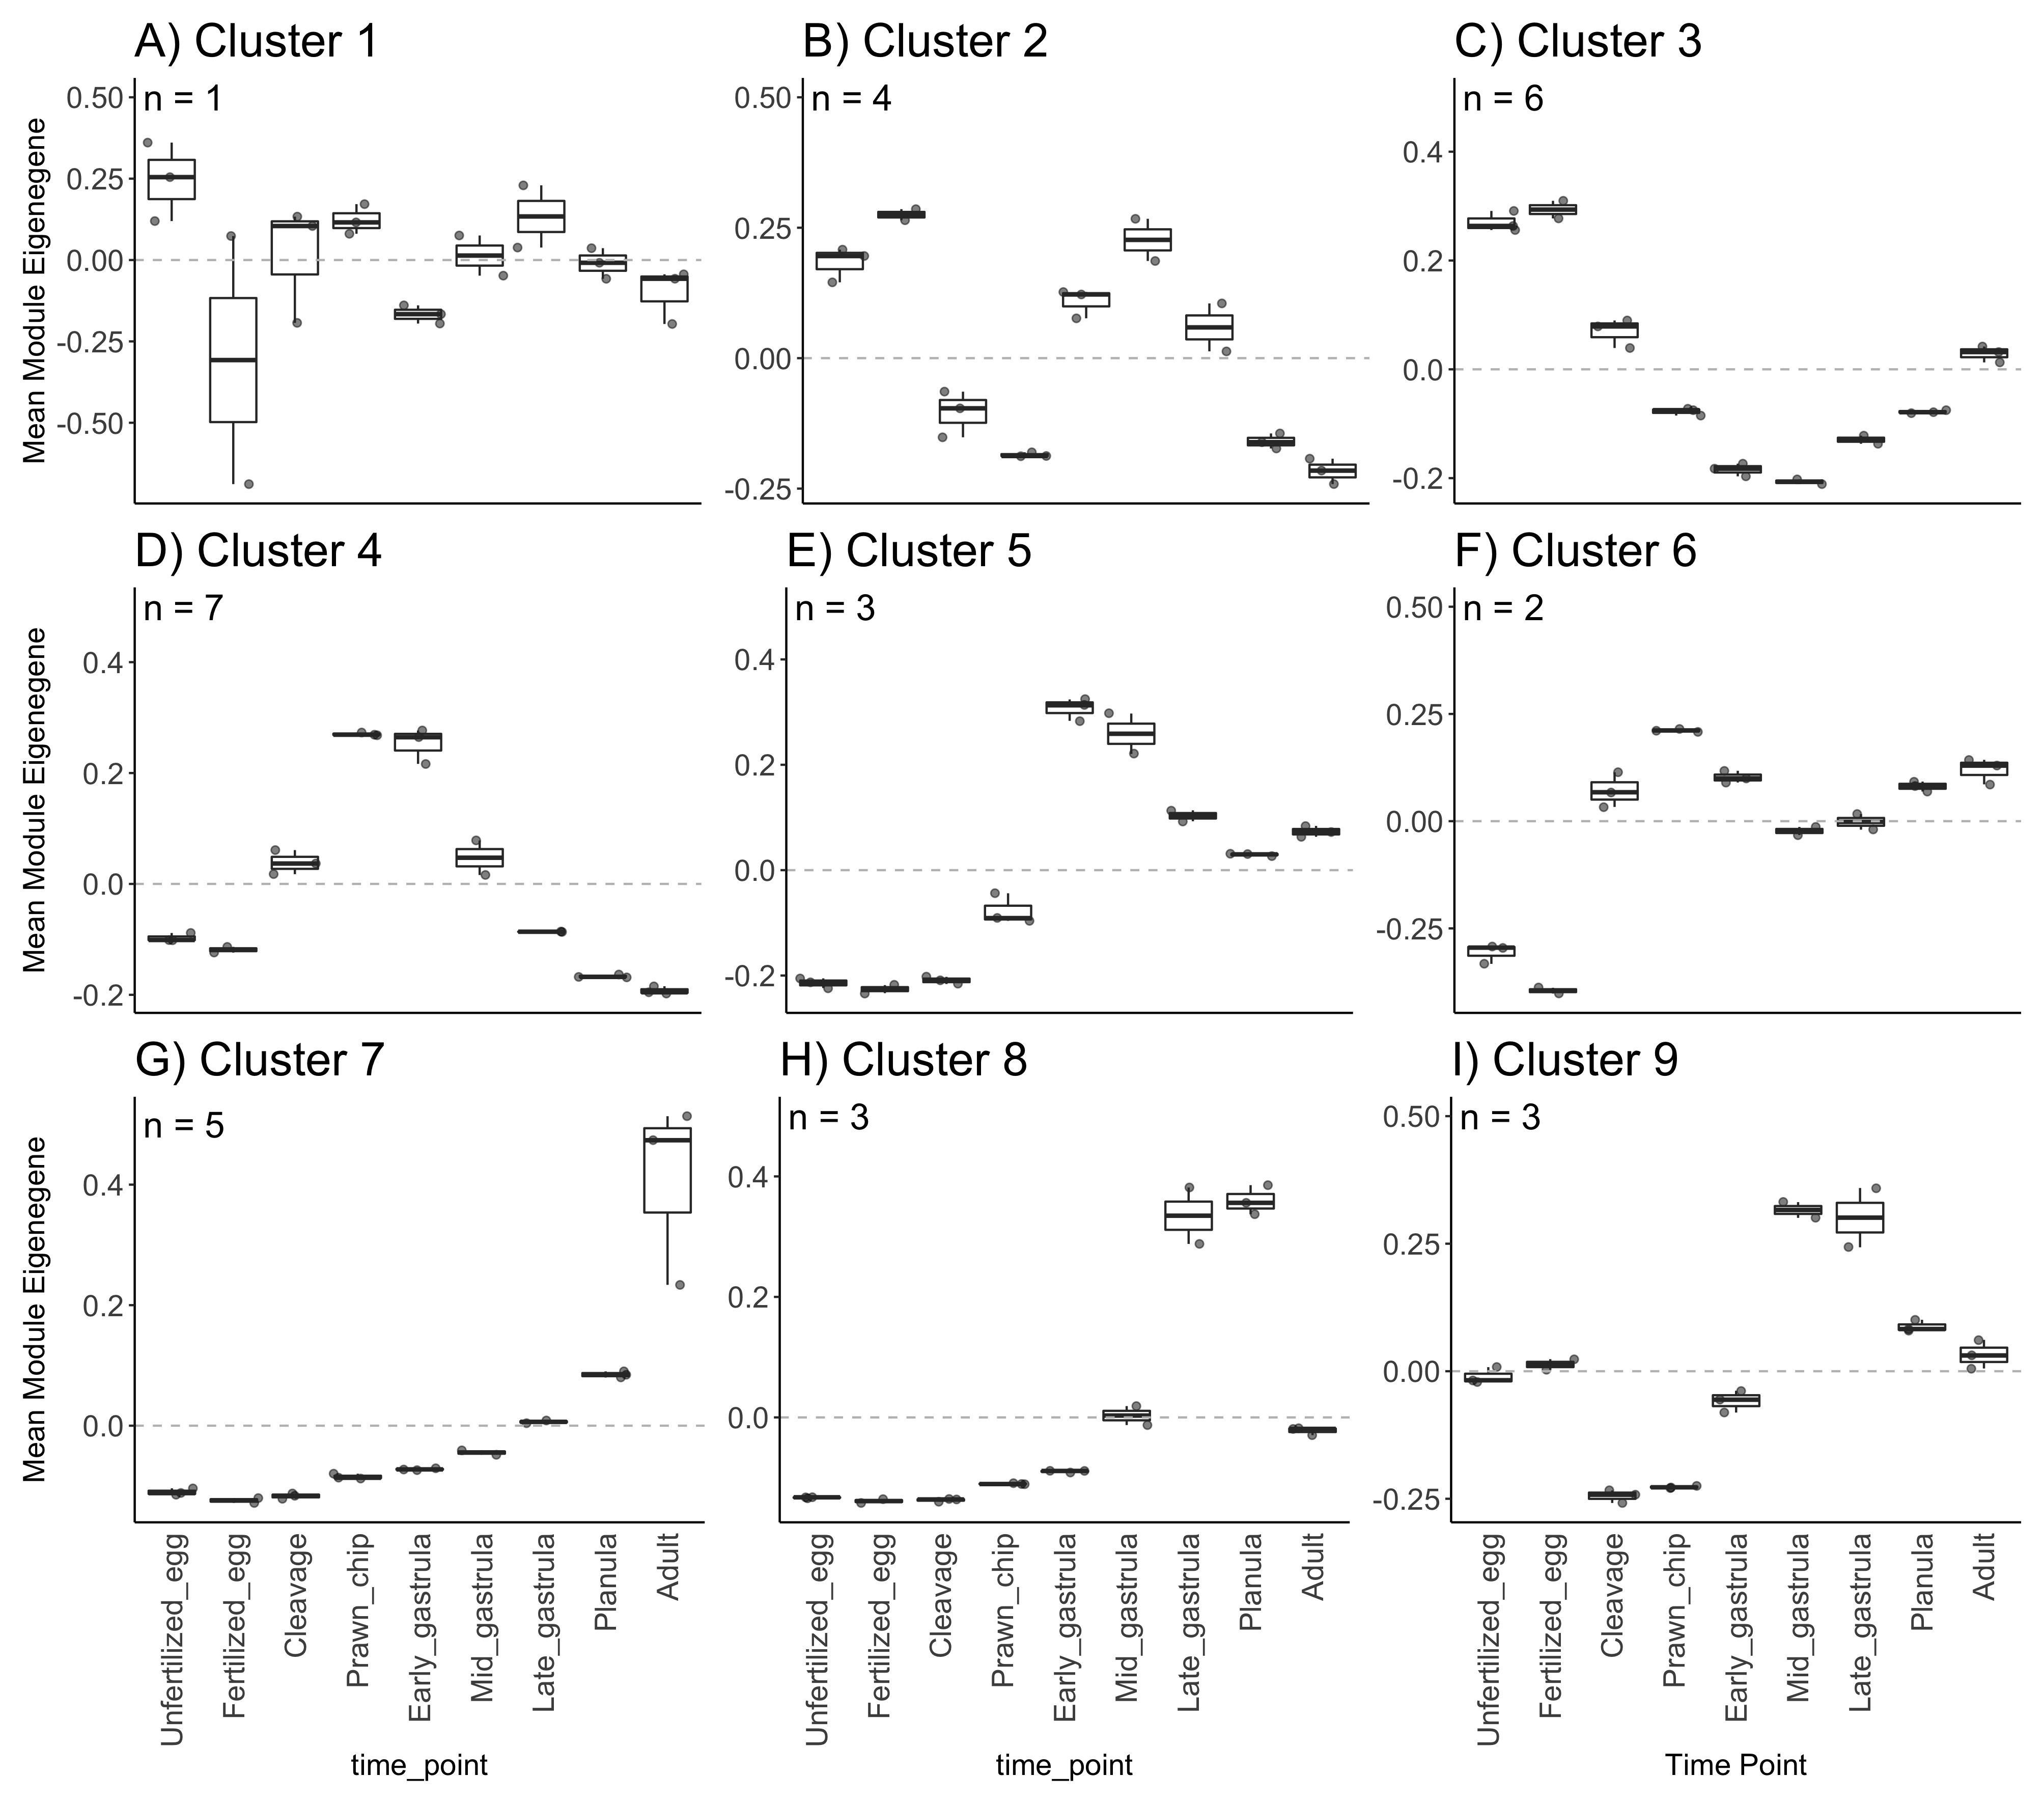 A) Cluster 1
B) Cluster 2
C) Cluster 3
Mean Module Eigenegene
n = 1
0.50
0.25
0.00
-0.25
-0.50
n = 4
0.50
0.25
0.00
-0.25
n = 6
0.4
0.2
0.0
-0.2
D) Cluster 4
E) Cluster 5
F) Cluster 6
Mean Module Eigenegene
n = 7
0.4
0.2
0.0
-0.2
n = 3
0.4
0.2
0.0
-0.2
n = 2
0.50
0.25
0.00
-0.25
G) Cluster 7
H) Cluster 8
I) Cluster 9
Mean Module Eigenegene
n = 5
0.4
0.2
0.0
n = 3
0.4
0.2
0.0
n = 3
0.50
0.25
0.00
-0.25
Unfertilized_egg
Fertilized_egg
Cleavage
Prawn_chip
Early_gastrula
Mid_gastrula
Late_gastrula
Planula
Adult
time_point
Unfertilized_egg
Fertilized_egg
Cleavage
Prawn_chip
Early_gastrula
Mid_gastrula
Late_gastrula
Planula
Adult
time_point
Unfertilized_egg
Fertilized_egg
Cleavage
Prawn_chip
Early_gastrula
Mid_gastrula
Late_gastrula
Planula
Adult
Time Point